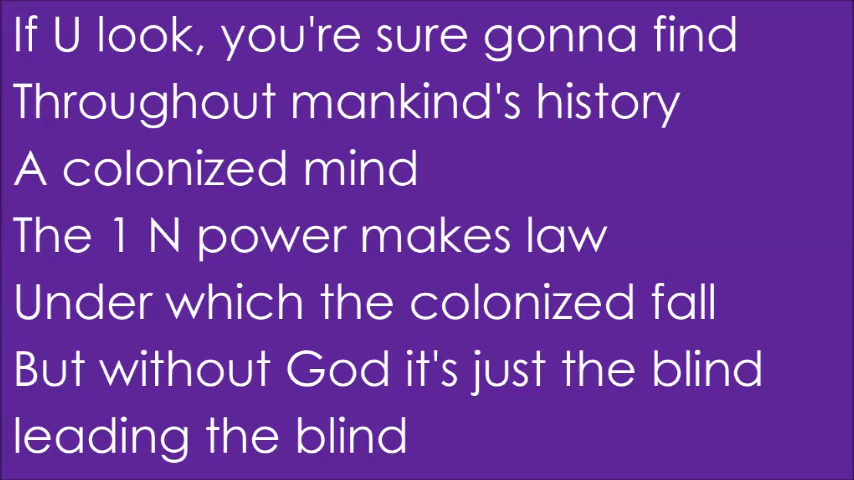 If U look, you're sure gonna find
Throughout mankind's history
A colonized mind
The 1 N power makes law
Under which the colonized fall
But without God it's just the blind
leading the blind